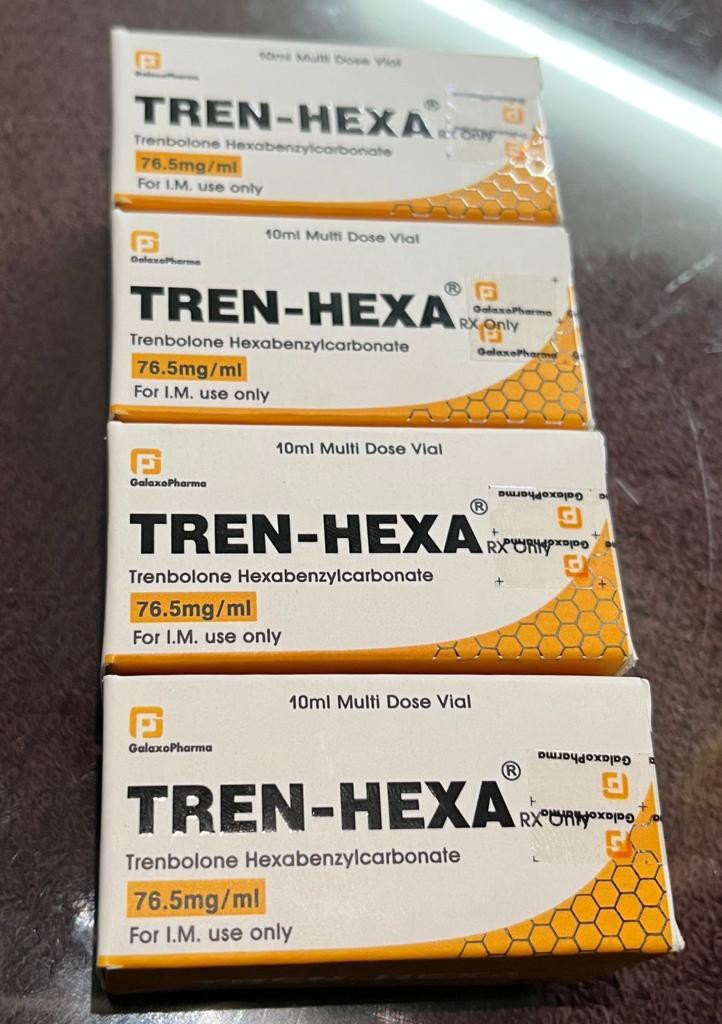 10ml Multi Dose Vial
GalaxoPharma
TREN-HEXA®
RX Only
Trenbolone Hexabenzylcarbonate
76.5mg/ml
For I.M. use only
10ml Multi Dose Vial
GalaxoPharma
TREN-HEXA®
GalaxoPharma
RX Only
GalaxoPharma
Trenbolone Hexabenzylcarbonate
76.5mg/ml
For I.M. use only
10ml Multi Dose Vial
GalaxoPharma
GalaxoPharma
TREN-HEXA®
RX Only
GalaxoPharma
Trenbolone Hexabenzylcarbonate
76.5mg/ml
For I.M. use only
10ml Multi Dose Vial
GalaxoPharma
GalaxoPharma
TREN-HEXA®
RX Only
GalaxoPharma
Trenbolone Hexabenzylcarbonate
76.5mg/ml
For I.M. use only